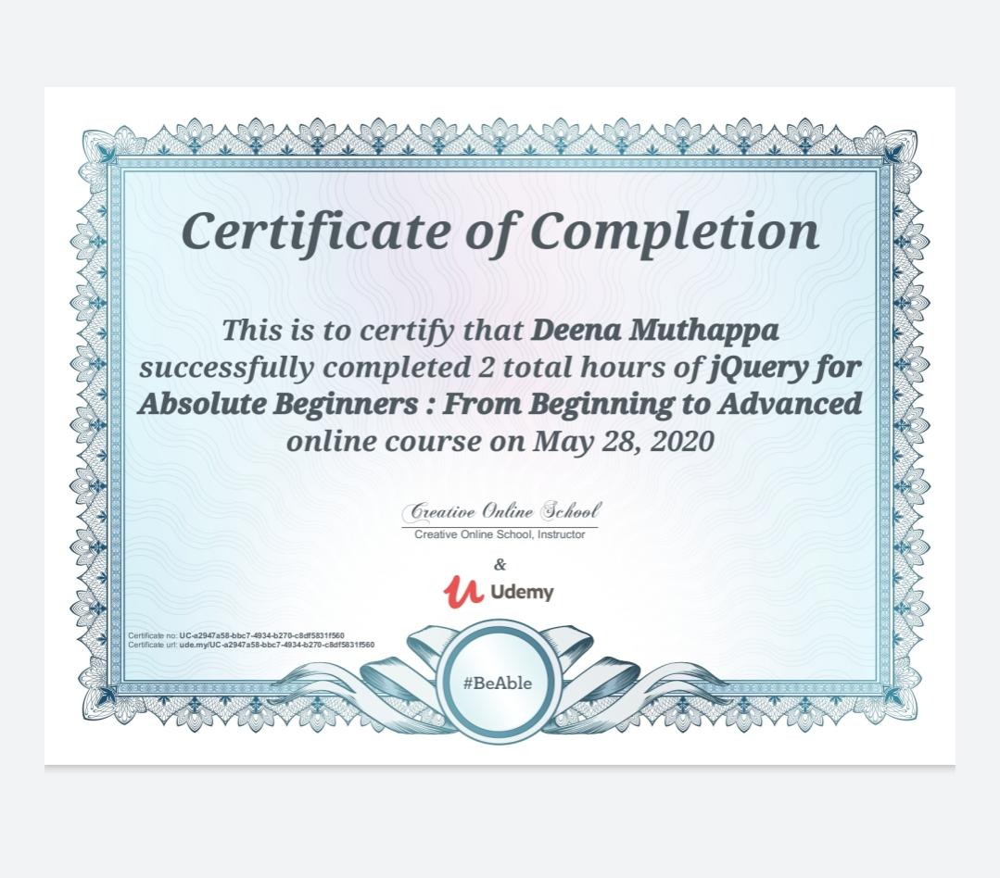 Certificate of Completion
This is to certify that Deena Muthappa
successfully completed 2 total hours of jQuery for
Absolute Beginners : From Beginning to Advanced
online course on May 28, 2020
Creative Online School
Creative Online School, Instructor
&
Udemy
Certificate no: UC-a2947a58-bbc7-4934-b270-c8df5831f560
Certificate url: ude.my/UC-a2947a58-bbc7-4934-b270-c8df5831f560
#BeAble